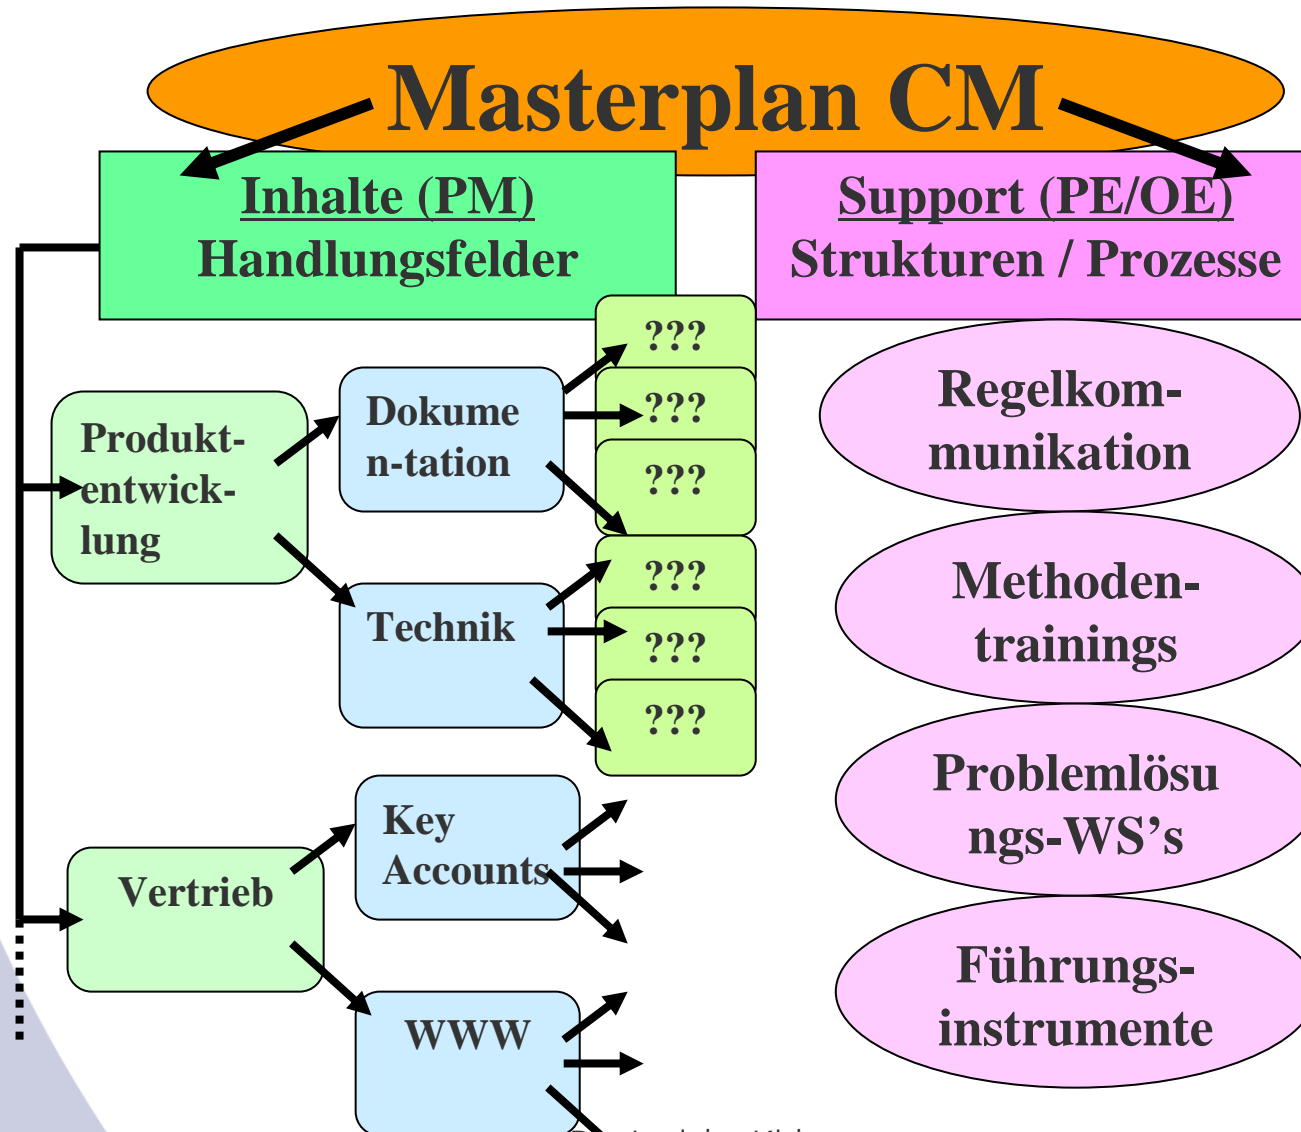 Masterplan CM
Inhalte (PM)
Handlungsfelder
Support (PE/OE)
Strukturen / Prozesse
Produkt-
entwick-
lung
Dokume
n-tation
???
???
???
Technik
???
???
???
Vertrieb
Key
Accounts
WWW
Regelkom-
munikation
Methoden-
trainings
Problemlösu
ngs-WS’s
Führungs-
instrumente